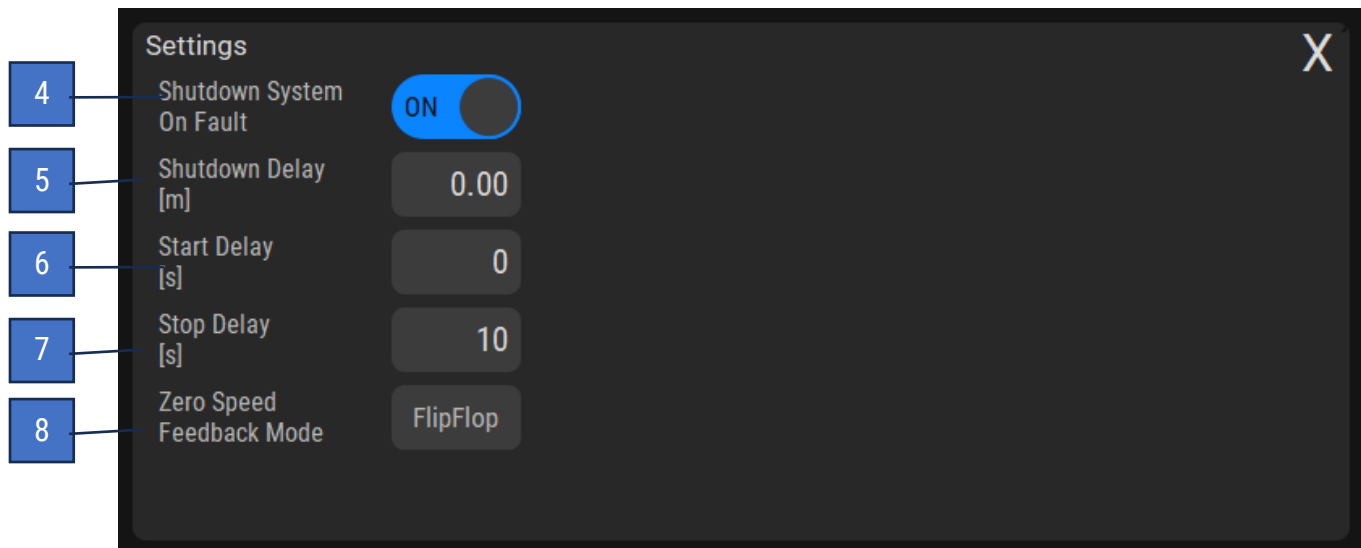 Settings
X
4
Shutdown System
On Fault
ON
5
Shutdown Delay
[m]
0.00
6
Start Delay
[s]
0
7
Stop Delay
[s]
10
8
Zero Speed
Feedback Mode
FlipFlop